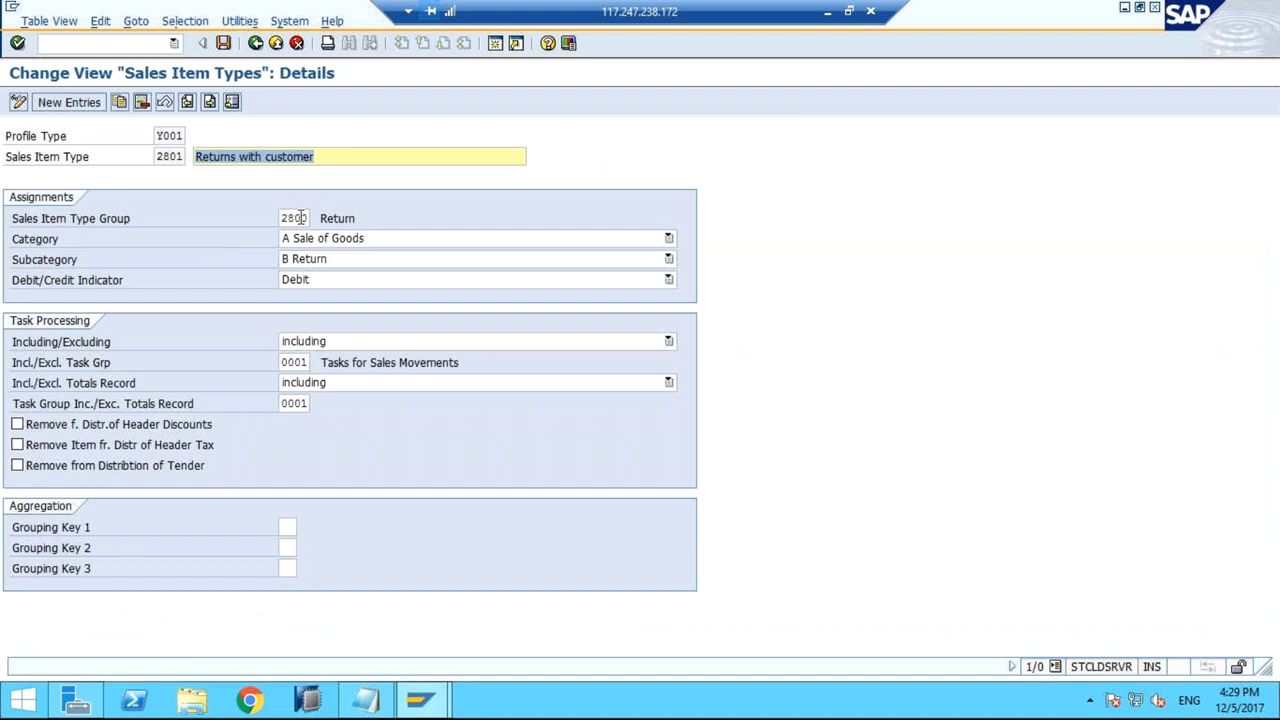 117.247.238.172
Table View Edit Goto Selection Utilities System Help
SAP
Change View "Sales Item Types": Details
New Entries
Profile Type Y001
Sales Item Type 2801 Returns with customer
Assignments
Sales Item Type Group 2800 Return
Category A Sale of Goods
Subcategory B Return
Debit/Credit Indicator Debit
Task Processing
Including/Excluding including
Incl./Excl. Task Grp 0001 Tasks for Sales Movements
Incl./Excl. Totals Record including
Task Group Inc./Exc. Totals Record 0001
Remove f. Distr.of Header Discounts
Remove Item fr. Distr of Header Tax
Remove from Distribtion of Tender
Aggregation
Grouping Key 1
Grouping Key 2
Grouping Key 3
1/0 STCLDSRVR INS
ENG 4:29 PM
12/5/2017